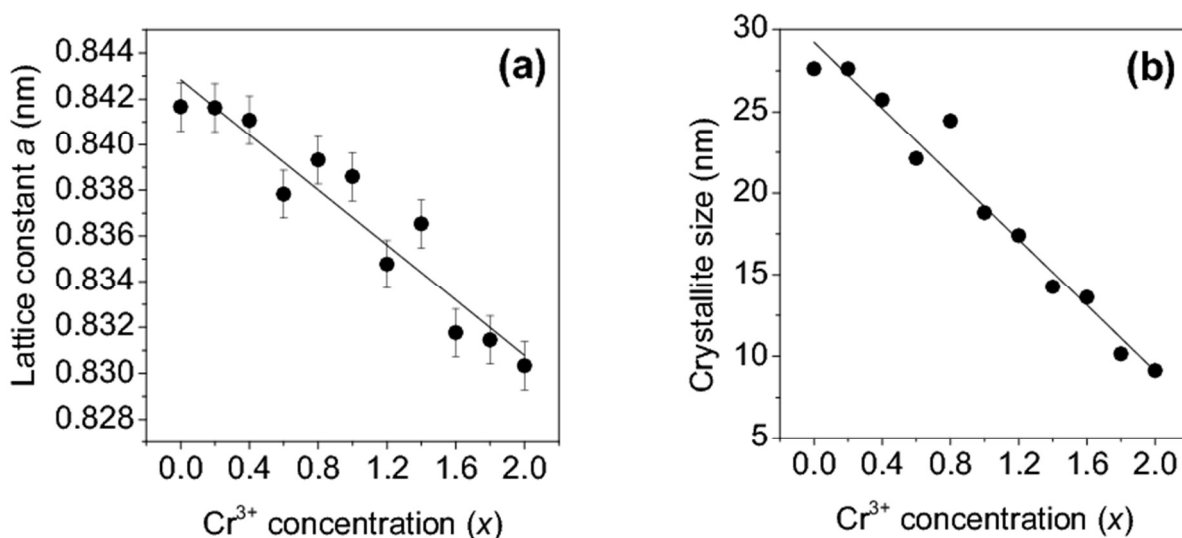 (a)
Lattice constant a (nm)
0.844
0.842
0.840
0.838
0.836
0.834
0.832
0.830
0.828
0.0 0.4 0.8 1.2 1.6 2.0
Cr³⁺ concentration (x)
(b)
Crystallite size (nm)
30
25
20
15
10
5
0.0 0.4 0.8 1.2 1.6 2.0
Cr³⁺ concentration (x)